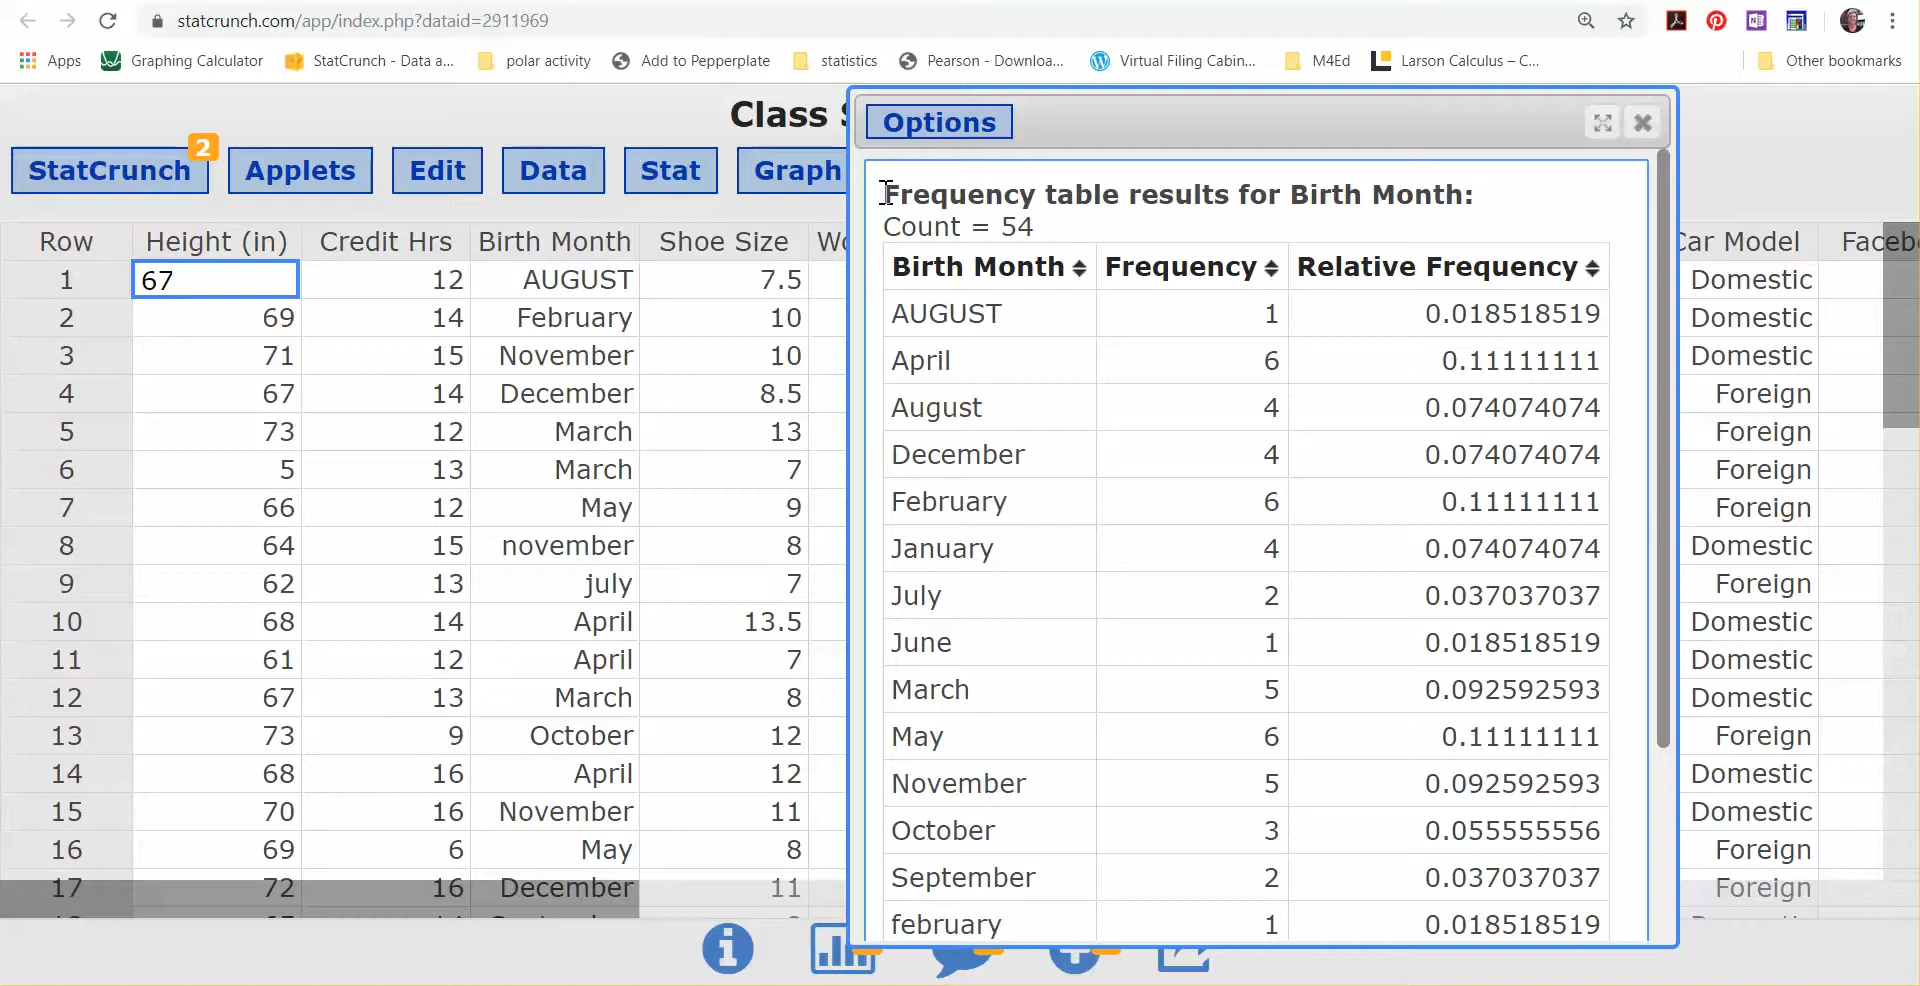 statcrunch.com/app/index.php?dataid=2911969
Apps Graphing Calculator StatCrunch - Data a... polar activity Add to Pepperplate statistics Pearson - Downloa... Virtual Filing Cabin... M4Ed Larson Calculus – C... Other bookmarks
Class
StatCrunch 2 Applets Edit Data Stat Graph
Row Height (in) Credit Hrs Birth Month Shoe Size
1 67 12 AUGUST 7.5
2 69 14 February 10
3 71 15 November 10
4 67 14 December 8.5
5 73 12 March 13
6 5 13 March 7
7 66 12 May 9
8 64 15 november 8
9 62 13 july 7
10 68 14 April 13.5
11 61 12 April 7
12 67 13 March 8
13 73 9 October 12
14 68 16 April 12
15 70 16 November 11
16 69 6 May 8
17 72 16 December 11
Options
Frequency table results for Birth Month:
Count = 54
Birth Month Frequency Relative Frequency
AUGUST 1 0.018518519
April 6 0.11111111
August 4 0.074074074
December 4 0.074074074
February 6 0.11111111
January 4 0.074074074
July 2 0.037037037
June 1 0.018518519
March 5 0.092592593
May 6 0.11111111
November 5 0.092592593
October 3 0.055555556
September 2 0.037037037
february 1 0.018518519
Car Model Faceb
Domestic
Domestic
Domestic
Foreign
Foreign
Foreign
Foreign
Domestic
Foreign
Domestic
Domestic
Domestic
Foreign
Domestic
Domestic
Foreign
Foreign